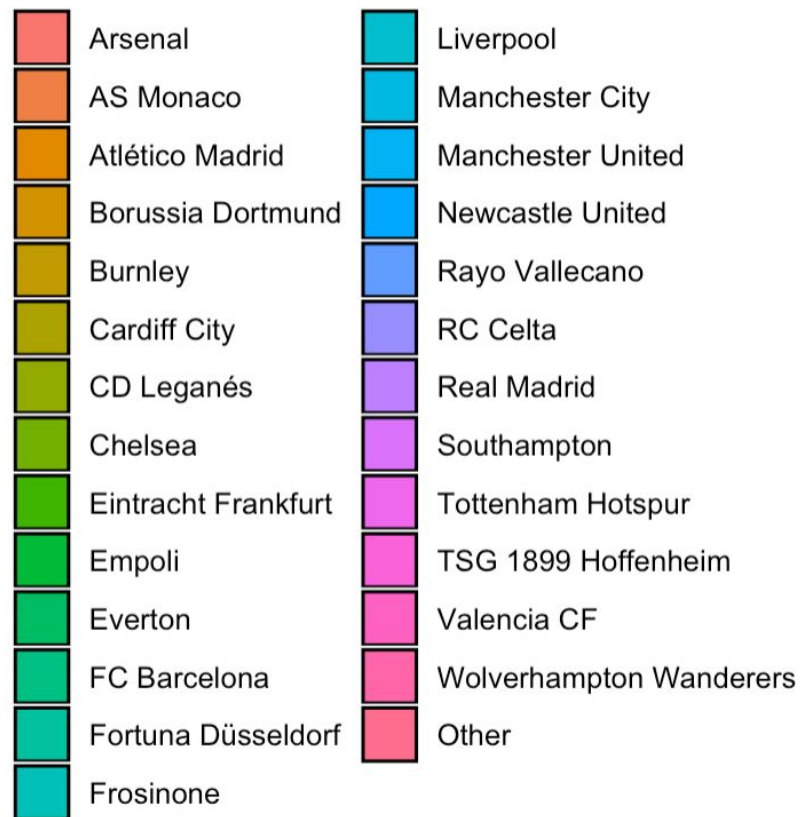 Arsenal
AS Monaco
Atlético Madrid
Borussia Dortmund
Burnley
Cardiff City
CD Leganés
Chelsea
Eintracht Frankfurt
Empoli
Everton
FC Barcelona
Fortuna Düsseldorf
Frosinone
Liverpool
Manchester City
Manchester United
Newcastle United
Rayo Vallecano
RC Celta
Real Madrid
Southampton
Tottenham Hotspur
TSG 1899 Hoffenheim
Valencia CF
Wolverhampton Wanderers
Other